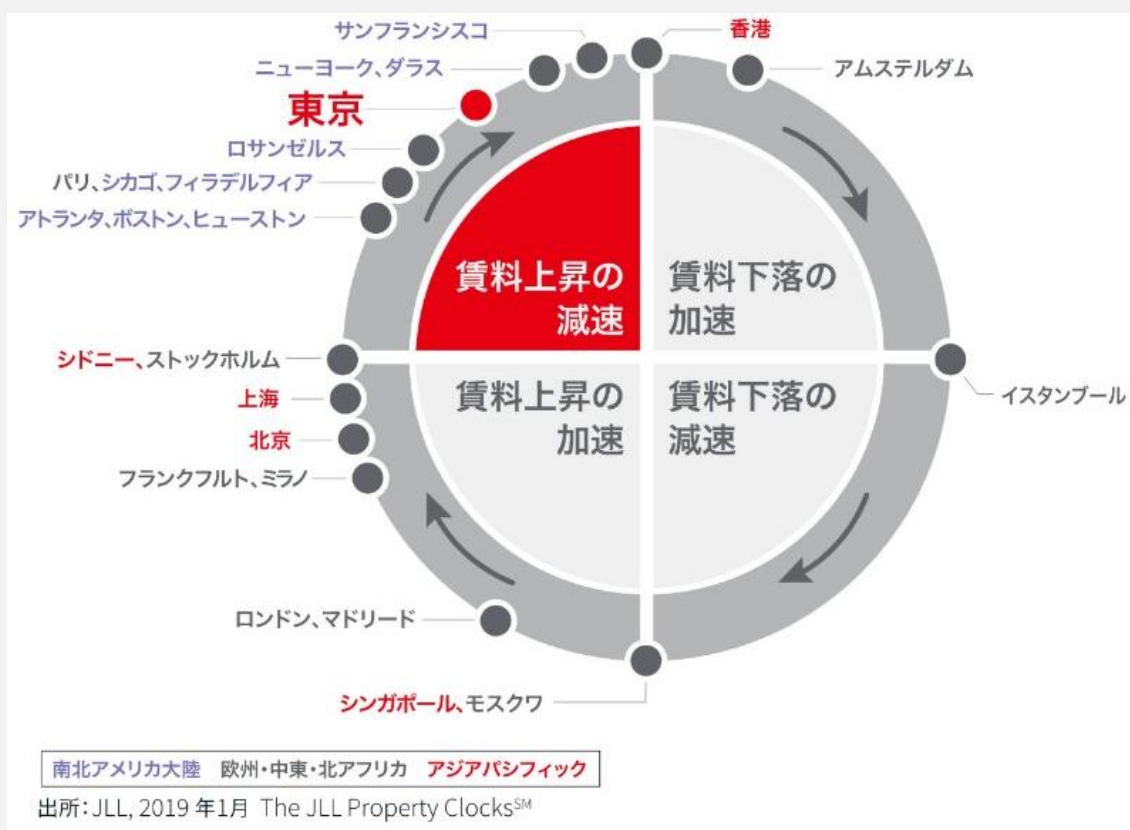 サンフランシスコ
香港
ニューヨーク、ダラス
アムステルダム
東京
ロサンゼルス
パリ、シカゴ、フィラデルフィア
アトランタ、ボストン、ヒューストン
賃料上昇の
減速
賃料下落の
加速
シドニー、ストックホルム
イスタンブール
上海
賃料上昇の
加速
賃料下落の
減速
北京
フランクフルト、ミラノ
ロンドン、マドリード
シンガポール、モスクワ
南北アメリカ大陸 欧州・中東・北アフリカ アジアパシフィック
出所：JLL, 2019 年1月 The JLL Property Clocks℠